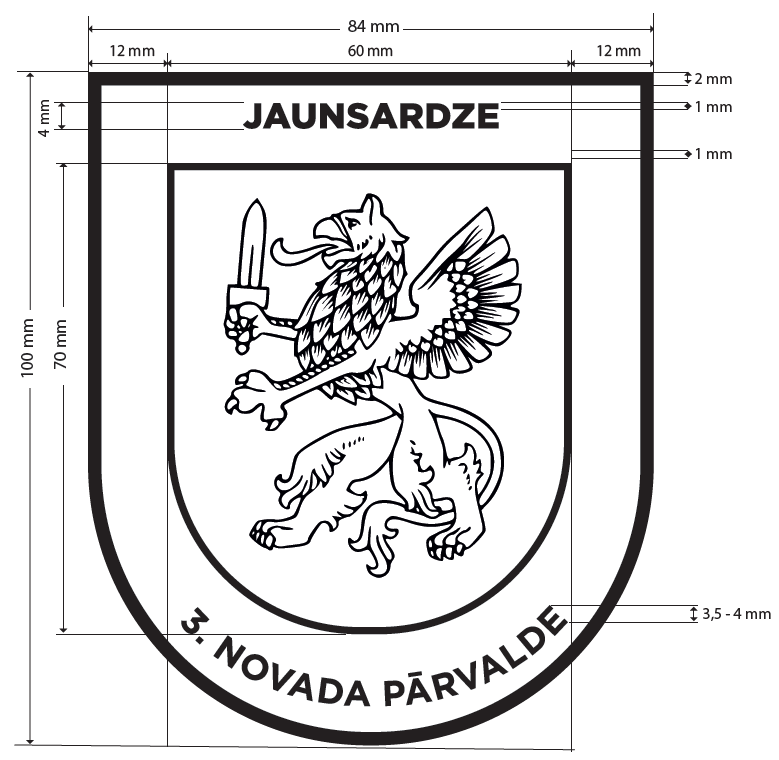 84 mm
12 mm
60 mm
12 mm
2 mm
4 mm
JAUNSARDZE
1 mm
1 mm
100 mm
70 mm
3,5 - 4 mm
3. NOVADA PĀRVALDE